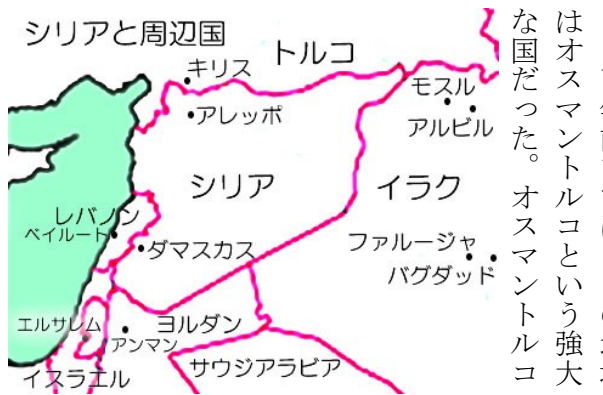 シリアと周辺国
トルコ
キリス
アレッポ
モスル
アルビル
シリア
イラク
レバノン
ベイルート
ダマスカス
ファルージャ
バグダッド
エルサレム
ヨルダン
アンマン
イスラエル
サウジアラビア
はオスマントルコという強大
な国だった。オスマントルコ